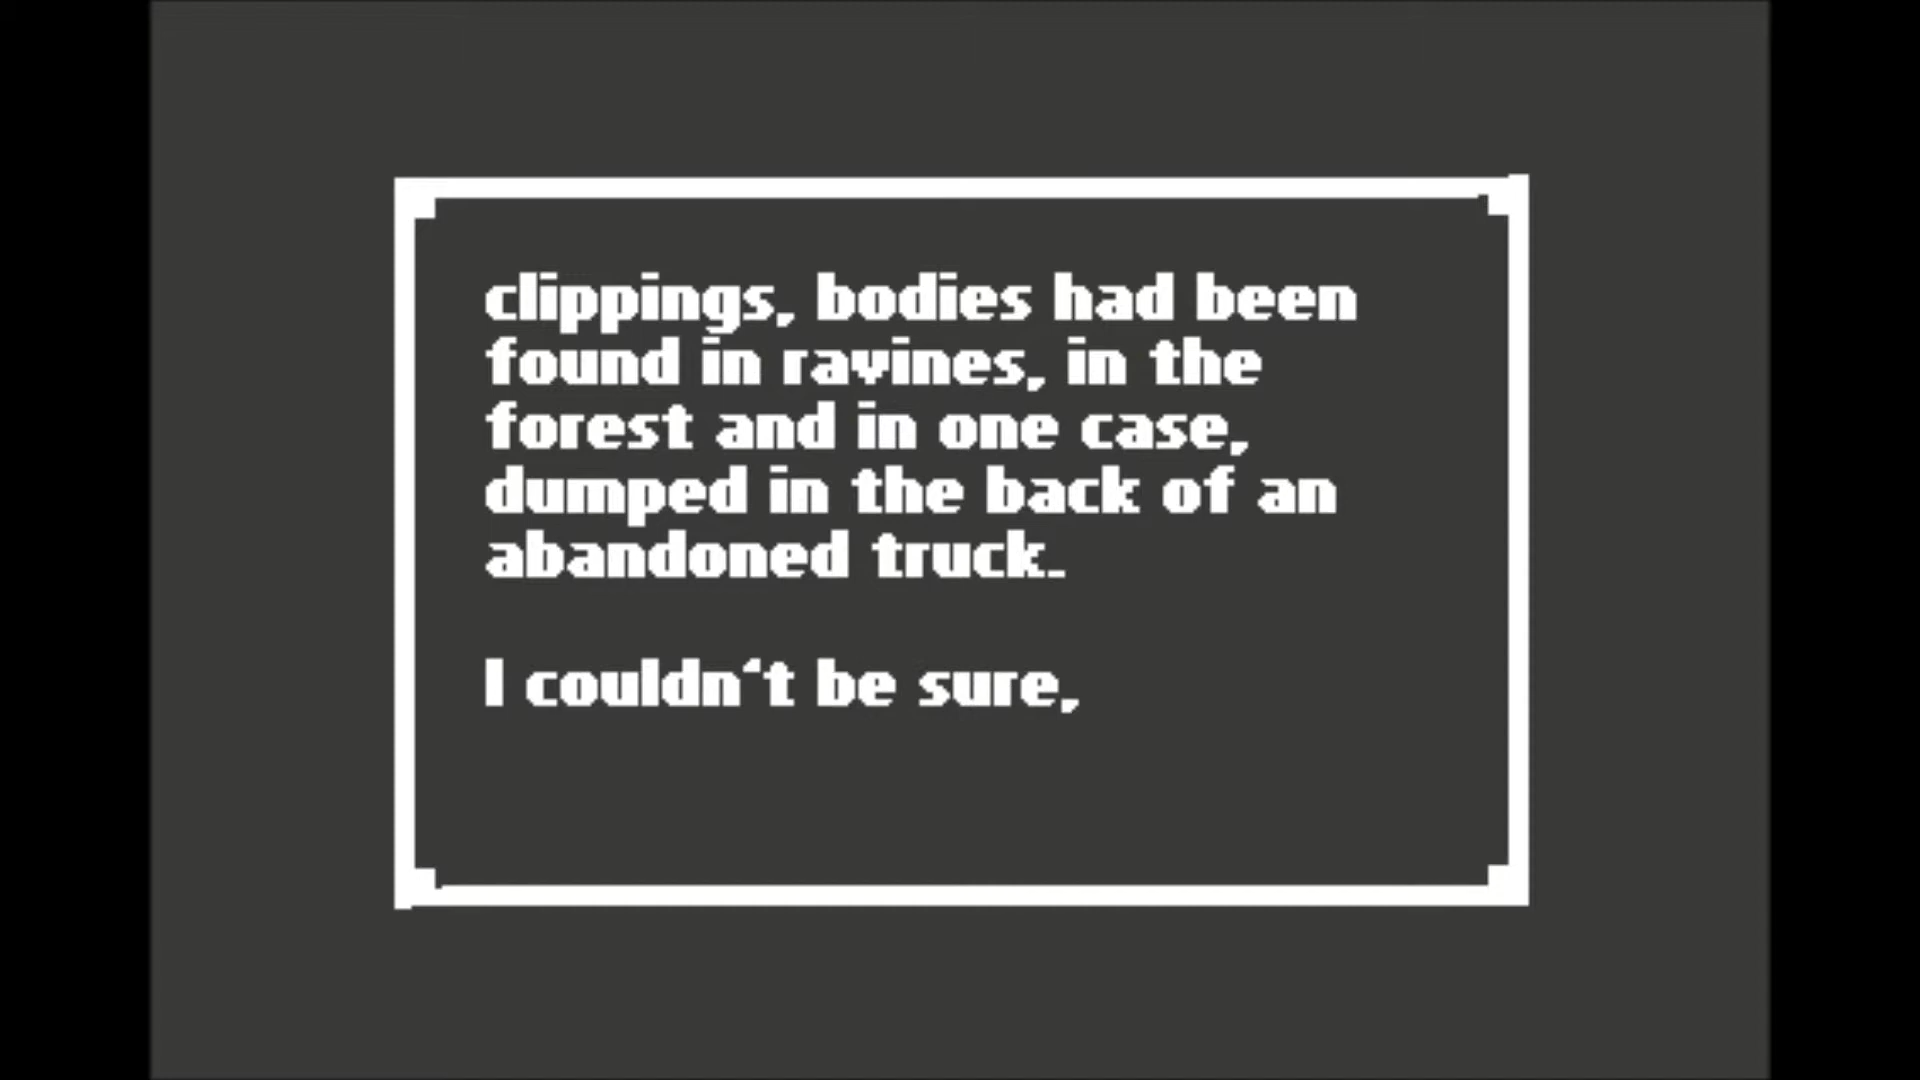 clippings, bodies had been
found in ravines, in the
forest and in one case,
dumped in the back of an
abandoned truck.
I couldn‘t be sure,